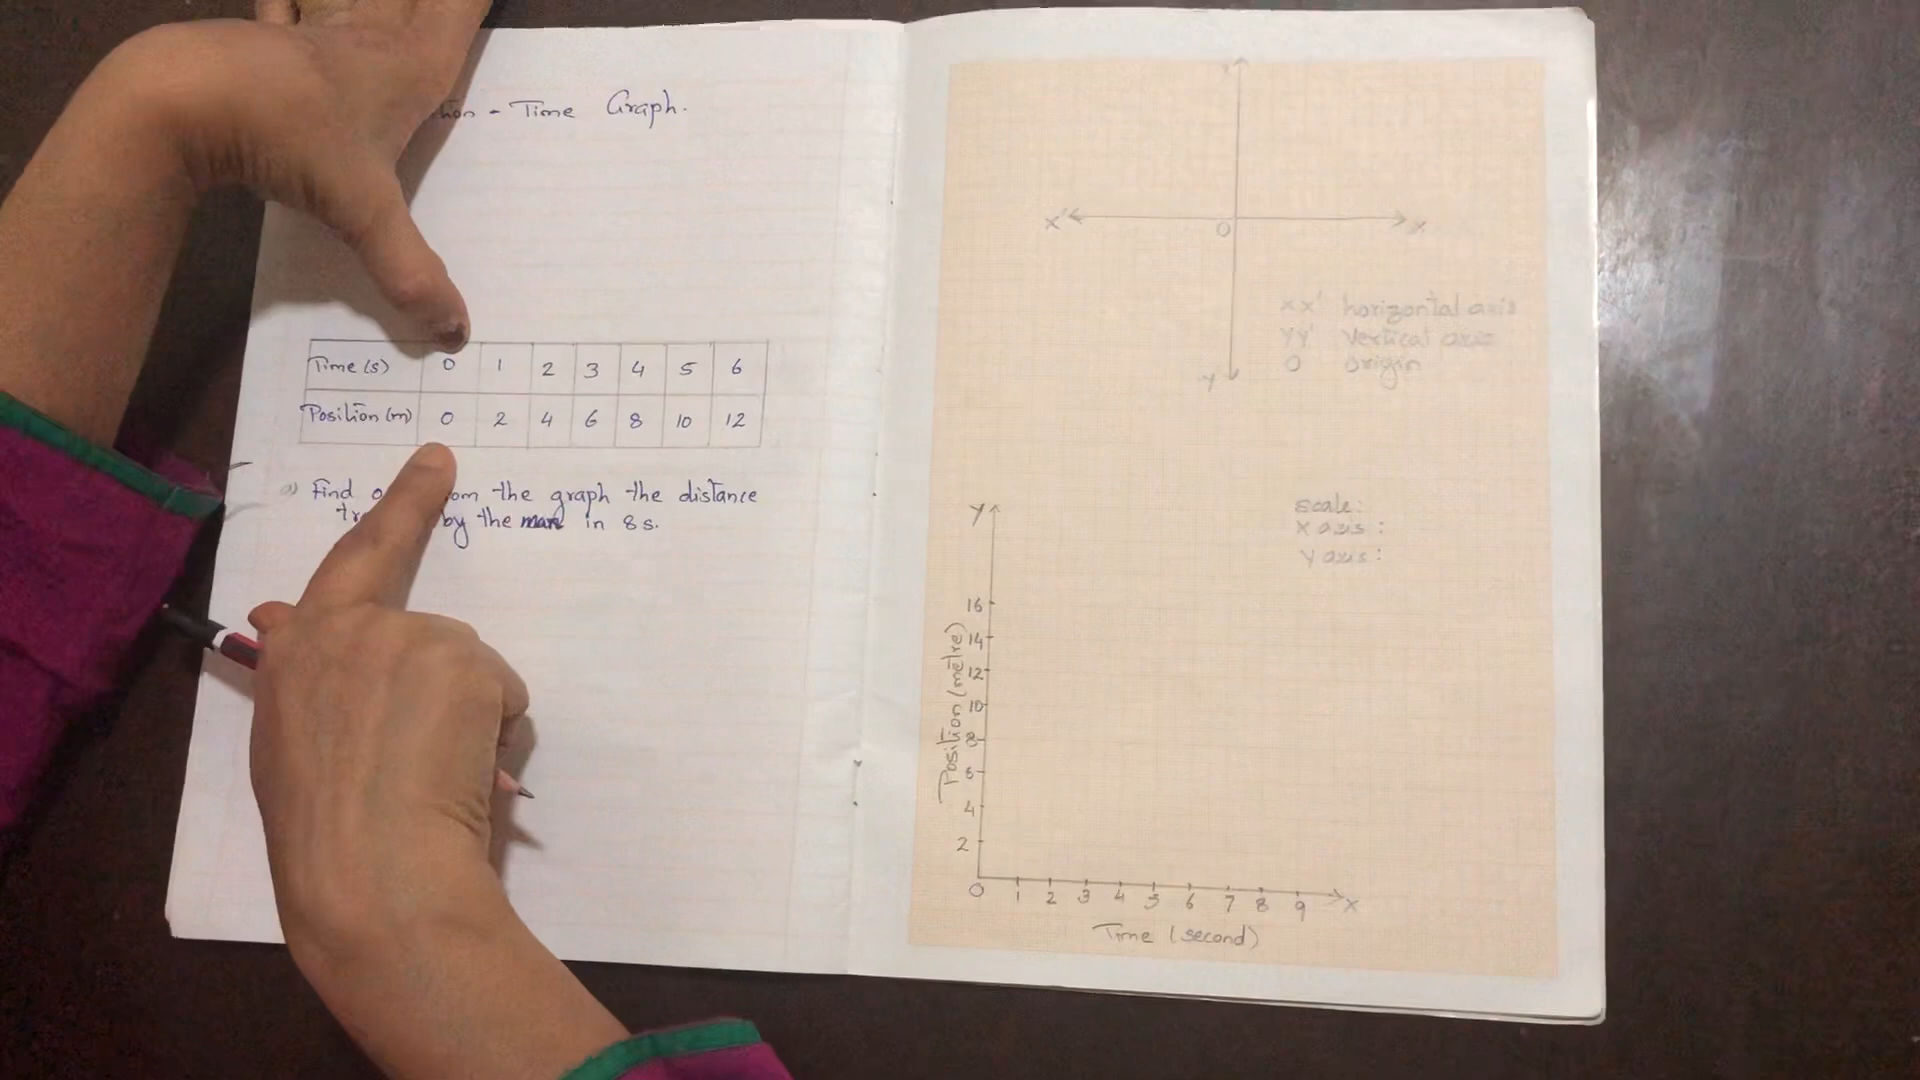 - Time Graph.
Time (s) 0 1 2 3 4 5 6
Position (m) 0 2 4 6 8 10 12
a) Find the graph the distance
by the man in 8 s.
Y
X' O X
Y'
XX' horizontal axis
YY' Vertical axis
O origin
scale:
X axis :
Y axis :
Y
16
14
12
10
8
6
4
2
Position (metre)
O 1 2 3 4 5 6 7 8 9 X
Time (second)